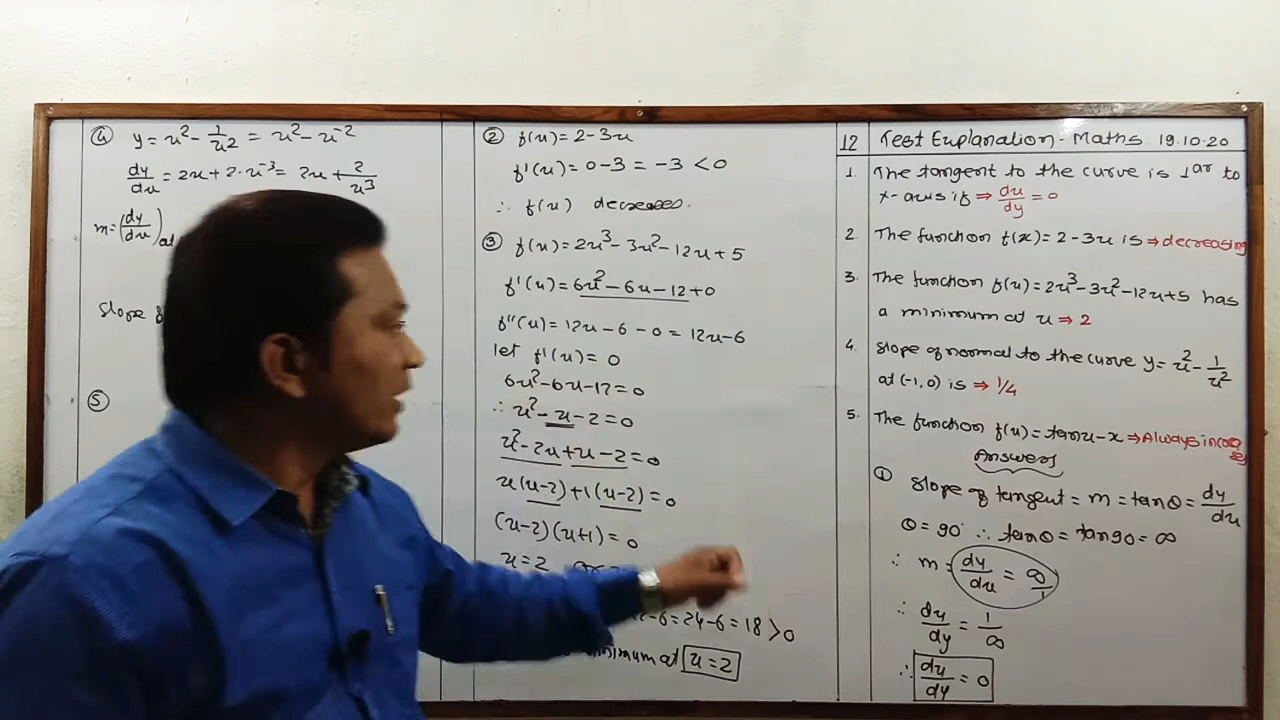 ④ y = x² - 1/x² = x² - x⁻²
dy/dx = 2x + 2·x⁻³ = 2x + 2/x³
m = (dy/dx) at
Slope
⑤
② f(x) = 2 - 3x
f'(x) = 0 - 3 = -3 < 0
∴ f(x) decreases.
③ f(x) = 2x³ - 3x² - 12x + 5
f'(x) = 6x² - 6x - 12 + 0
f''(x) = 12x - 6 - 0 = 12x - 6
let f'(x) = 0
6x² - 6x - 12 = 0
∴ x² - x - 2 = 0
x² - 2x + x - 2 = 0
x(x-2) + 1(x-2) = 0
(x-2)(x+1) = 0
x = 2
-6 = 24 - 6 = 18 > 0
minimum at x = 2
12 Test Explanation - Maths 19.10.20
1. The tangent to the curve is ⊥ar to
x-axis if ⇒ dx/dy = 0
2. The function f(x) = 2 - 3x is ⇒ decreasing
3. The function f(x) = 2x³ - 3x² - 12x + 5 has
a minimum at x ⇒ 2
4. Slope of normal to the curve y = x² - 1/x²
at (-1, 0) is ⇒ 1/4
5. The function f(x) = tanx - x ⇒ Always increases
Answers
① Slope of tangent = m = tanθ = dy/dx
θ = 90° ∴ tanθ = tan90 = ∞
∴ m = dy/dx = ∞/1
∴ dx/dy = 1/∞
∴ dx/dy = 0